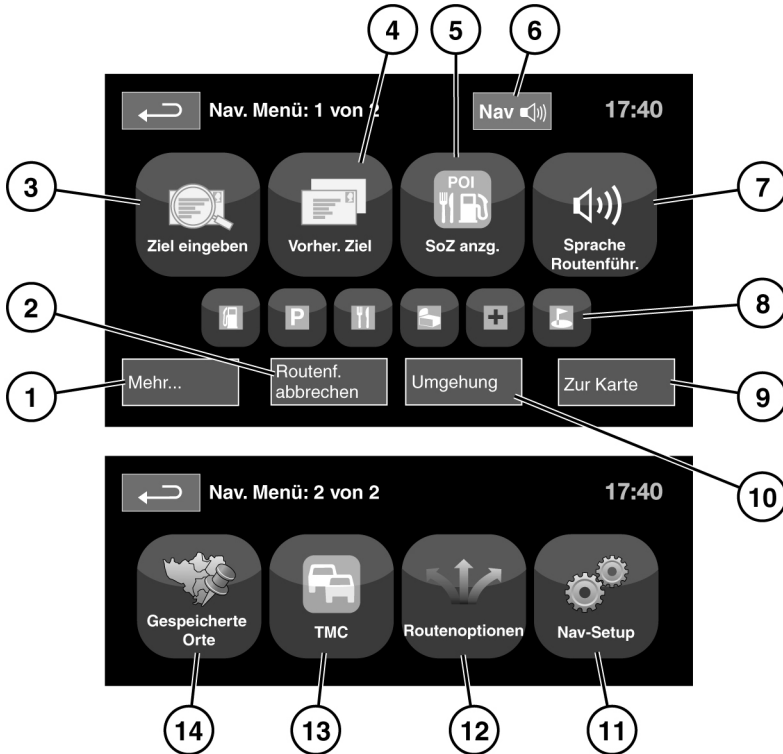 4
5
6
Nav. Menü: 1 von 2
Nav
17:40
3
7
POI
Ziel eingeben
Vorher. Ziel
SoZ anzg.
Sprache
Routenführ.
2
P
8
1
Mehr...
Routenf.
abbrechen
Umgehung
Zur Karte
9
10
Nav. Menü: 2 von 2
17:40
Gespeicherte
Orte
TMC
Routenoptionen
Nav-Setup
14
13
12
11